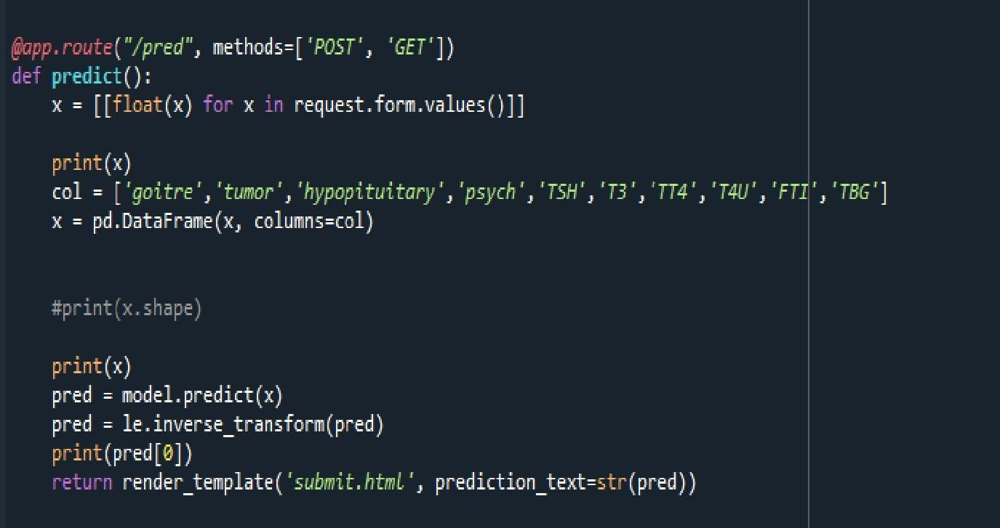 @app.route("/pred", methods=['POST', 'GET'])
def predict():
    x = [[float(x) for x in request.form.values()]]
    print(x)
    col = ['goitre','tumor','hypopituitary','psych','TSH','T3','TT4','T4U','FTI','TBG']
    x = pd.DataFrame(x, columns=col)
    #print(x.shape)
    print(x)
    pred = model.predict(x)
    pred = le.inverse_transform(pred)
    print(pred[0])
    return render_template('submit.html', prediction_text=str(pred))